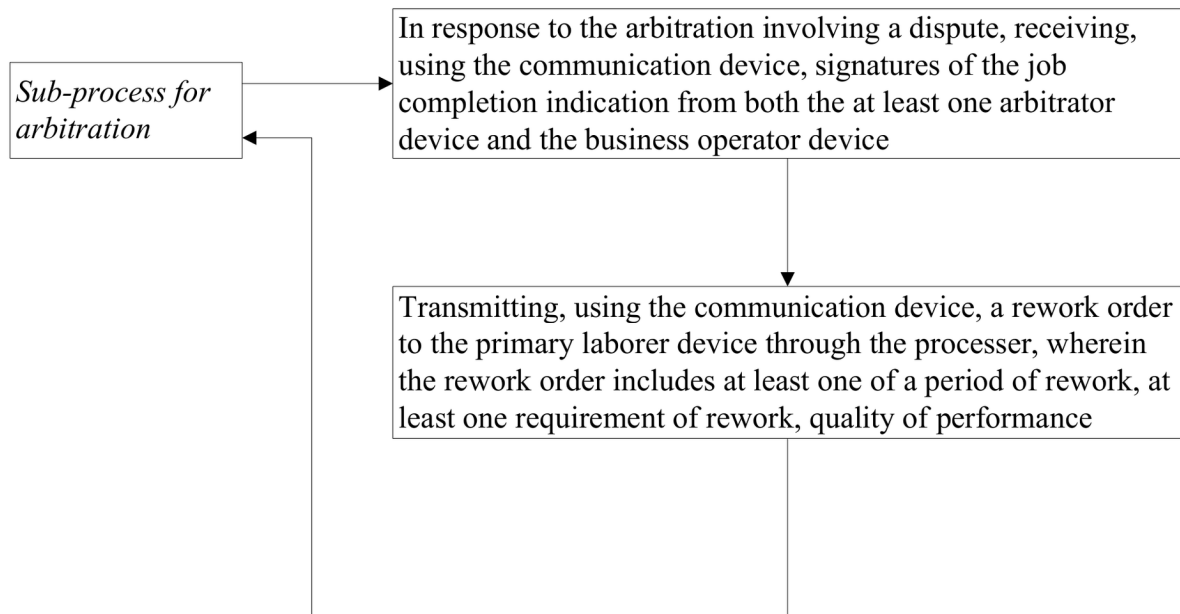 Sub-process for
arbitration
In response to the arbitration involving a dispute, receiving,
using the communication device, signatures of the job
completion indication from both the at least one arbitrator
device and the business operator device
Transmitting, using the communication device, a rework order
to the primary laborer device through the processer, wherein
the rework order includes at least one of a period of rework, at
least one requirement of rework, quality of performance